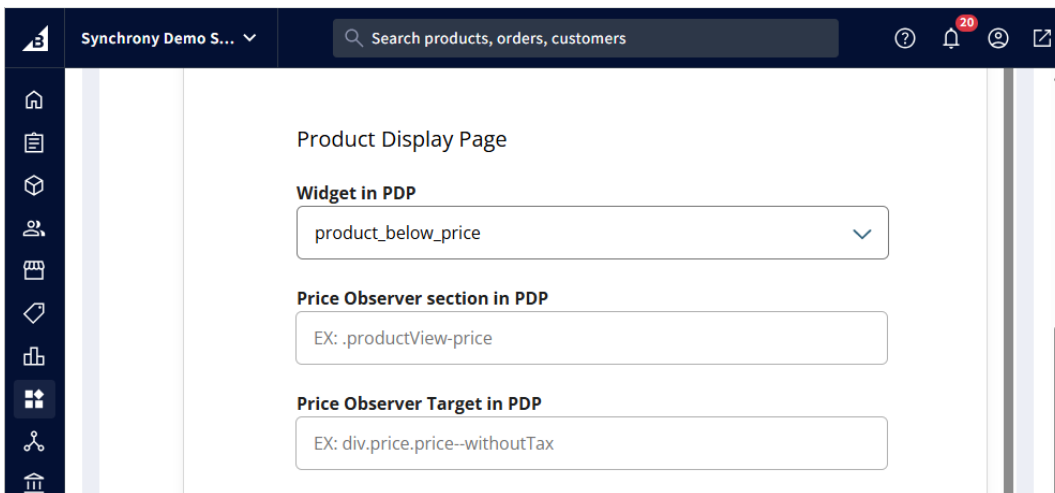 Synchrony Demo S...
Search products, orders, customers
20
Product Display Page
Widget in PDP
product_below_price
Price Observer section in PDP
EX: .productView-price
Price Observer Target in PDP
EX: div.price.price--withoutTax